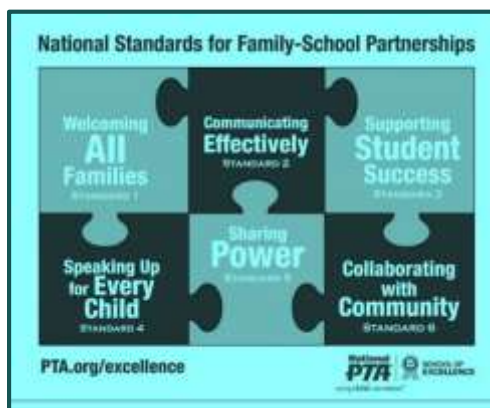 National Standards for Family-School Partnerships
Welcoming
All
Families
STANDARD 1
Communicating
Effectively
STANDARD 2
Supporting
Student
Success
STANDARD 3
Speaking Up
for Every
Child
STANDARD 4
Sharing
Power
STANDARD 5
Collaborating
with
Community
STANDARD 6
PTA.org/excellence
National
PTA
SCHOOL OF
EXCELLENCE